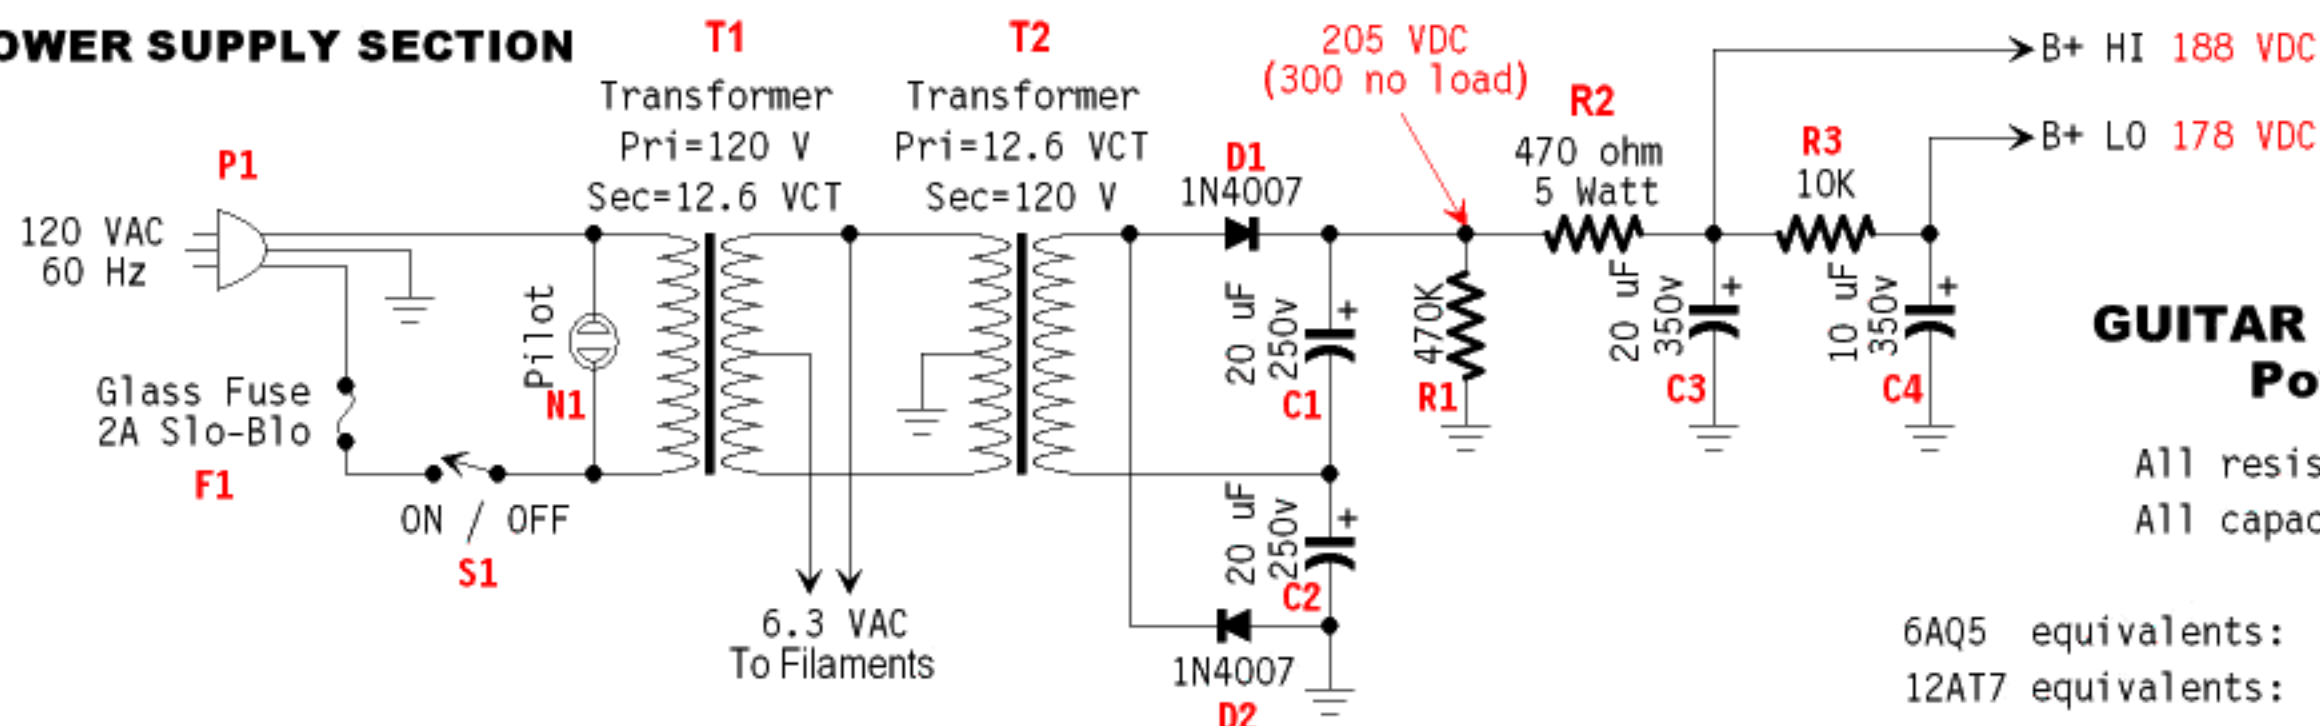 OWER SUPPLY SECTION
T1
Transformer
Pri=120 V
Sec=12.6 VCT
T2
Transformer
Pri=12.6 VCT
Sec=120 V
205 VDC
(300 no load)
B+ HI 188 VDC
B+ LO 178 VDC
P1
120 VAC
60 Hz
D1
1N4007
R2
470 ohm
5 Watt
R3
10K
Pilot
N1
Glass Fuse
2A Slo-Blo
F1
ON / OFF
S1
6.3 VAC
To Filaments
20 uF
250v
+
C1
470K
R1
20 uF
350v
+
C3
10 uF
350v
+
C4
20 uF
250v
+
C2
1N4007
D2
GUITAR
Po
All resis
All capac
6AQ5 equivalents:
12AT7 equivalents: